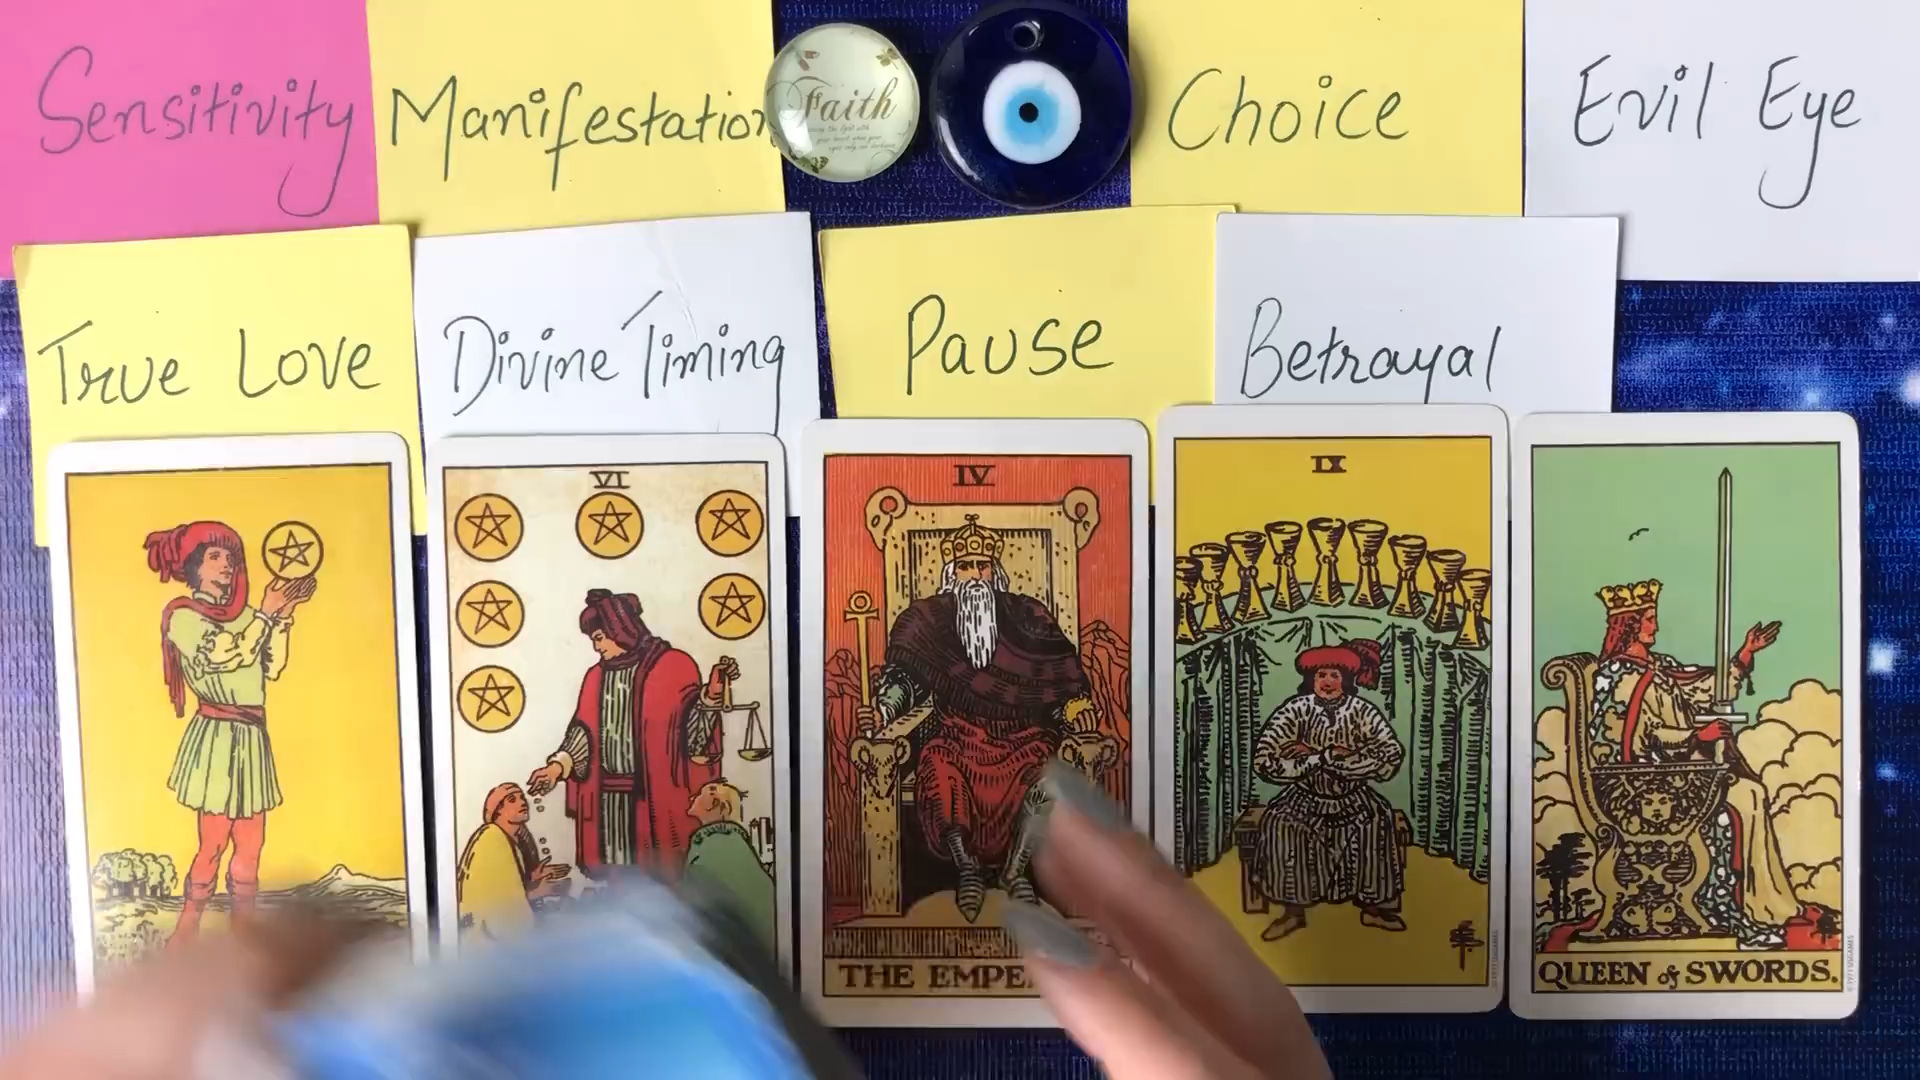 Sensitivity
Manifestation
Faith
Choice
Evil Eye
True Love
Divine Timing
Pause
Betrayal
VI
IV
IX
THE EMPE
QUEEN of SWORDS.